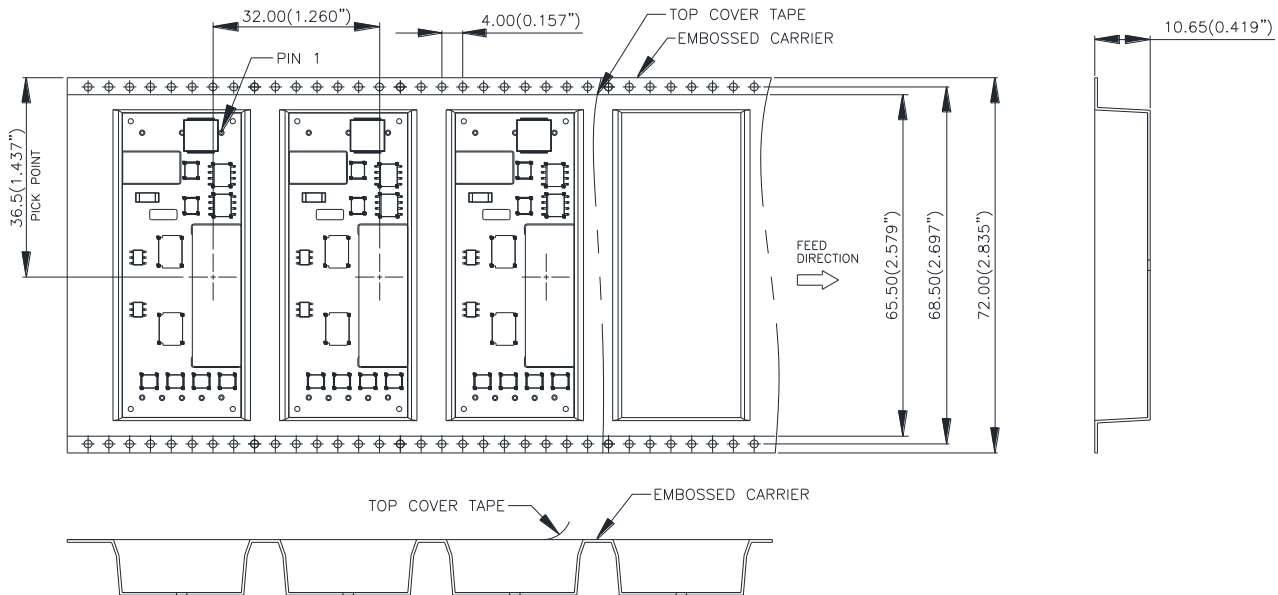 32.00(1.260”)
4.00(0.157”)
TOP COVER TAPE
EMBOSSED CARRIER
10.65(0.419”)
PIN 1
36.5(1.437”)
PICK POINT
FEED
DIRECTION
65.50(2.579”)
68.50(2.697”)
72.00(2.835”)
TOP COVER TAPE
EMBOSSED CARRIER